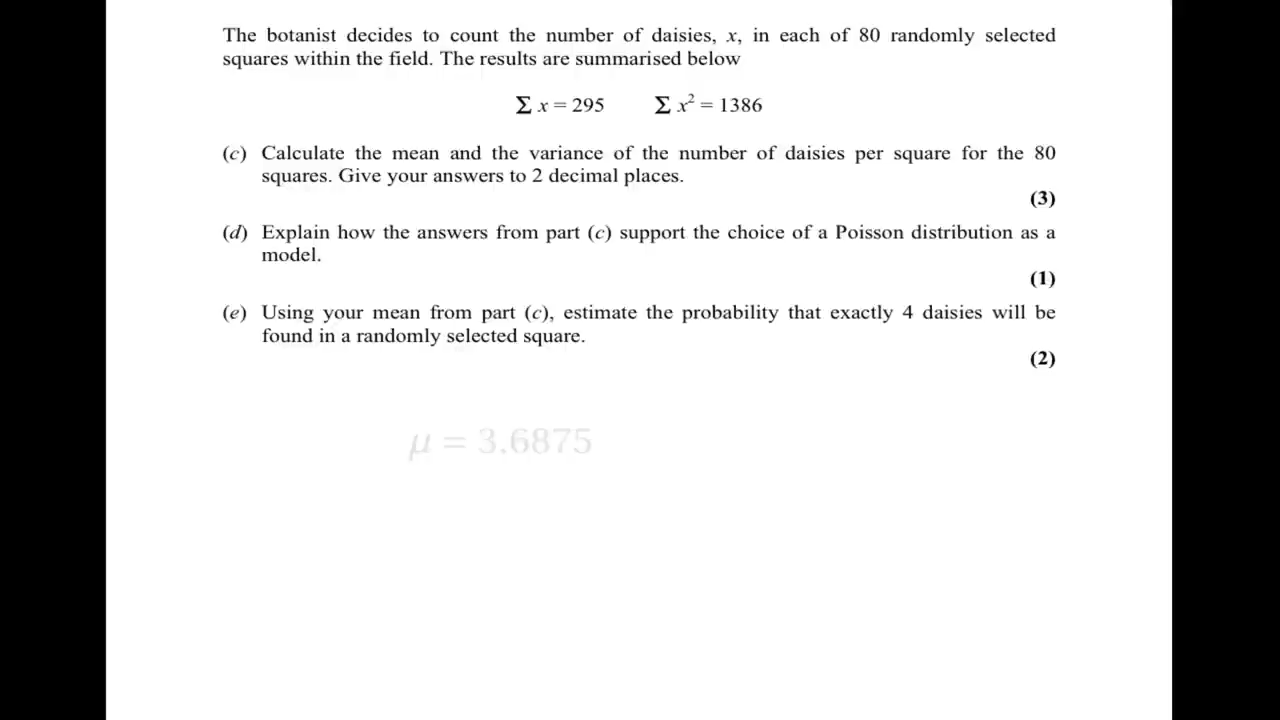 The botanist decides to count the number of daisies, x, in each of 80 randomly selected
squares within the field. The results are summarised below
Σ x = 295 Σ x² = 1386
(c) Calculate the mean and the variance of the number of daisies per square for the 80
squares. Give your answers to 2 decimal places.
(3)
(d) Explain how the answers from part (c) support the choice of a Poisson distribution as a
model.
(1)
(e) Using your mean from part (c), estimate the probability that exactly 4 daisies will be
found in a randomly selected square.
(2)
μ = 3.6875